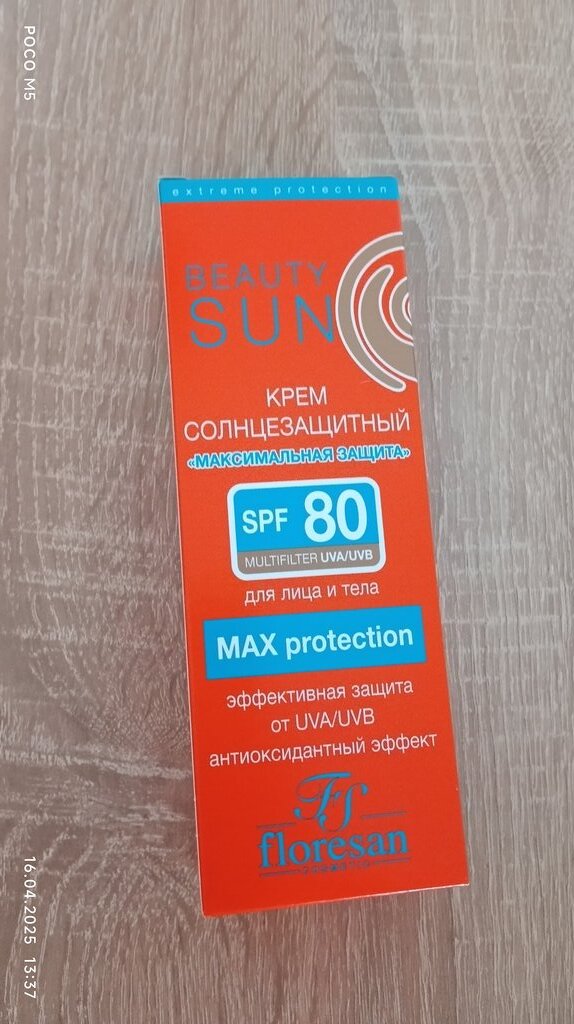 POCO M5
extreme protection
BEAUTY
SUN
КРЕМ
СОЛНЦЕЗАЩИТНЫЙ
«МАКСИМАЛЬНАЯ ЗАЩИТА»
SPF 80
MULTIFILTER UVA/UVB
для лица и тела
MAX protection
эффективная защита
от UVA/UVB
антиоксидантный эффект
FS
floresan
COSMETIC
16.04.2025 13:37